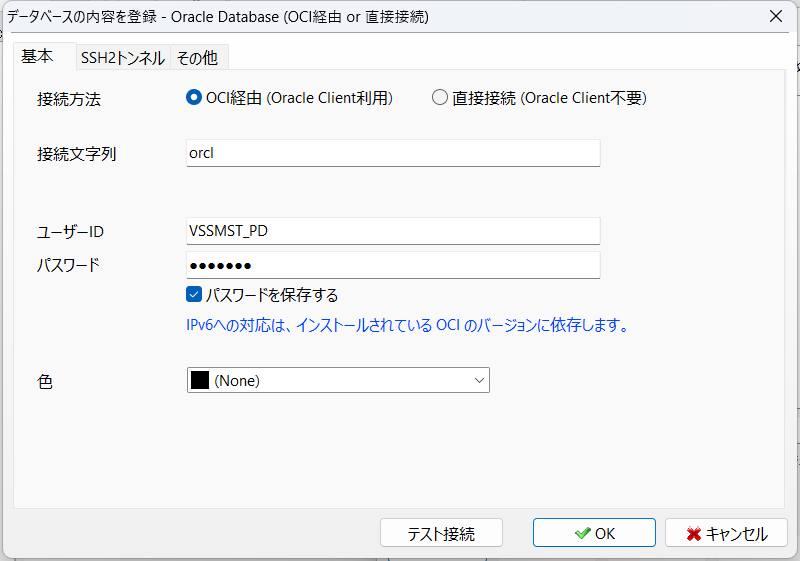 データベースの内容を登録 - Oracle Database (OCI経由 or 直接接続)
基本 SSH2トンネル その他
接続方法 OCI経由 (Oracle Client利用) 直接接続 (Oracle Client不要)
接続文字列 orcl
ユーザーID VSSMST_PD
パスワード ●●●●●●●
パスワードを保存する
IPv6への対応は、インストールされている OCI のバージョンに依存します。
色 (None)
テスト接続 OK キャンセル